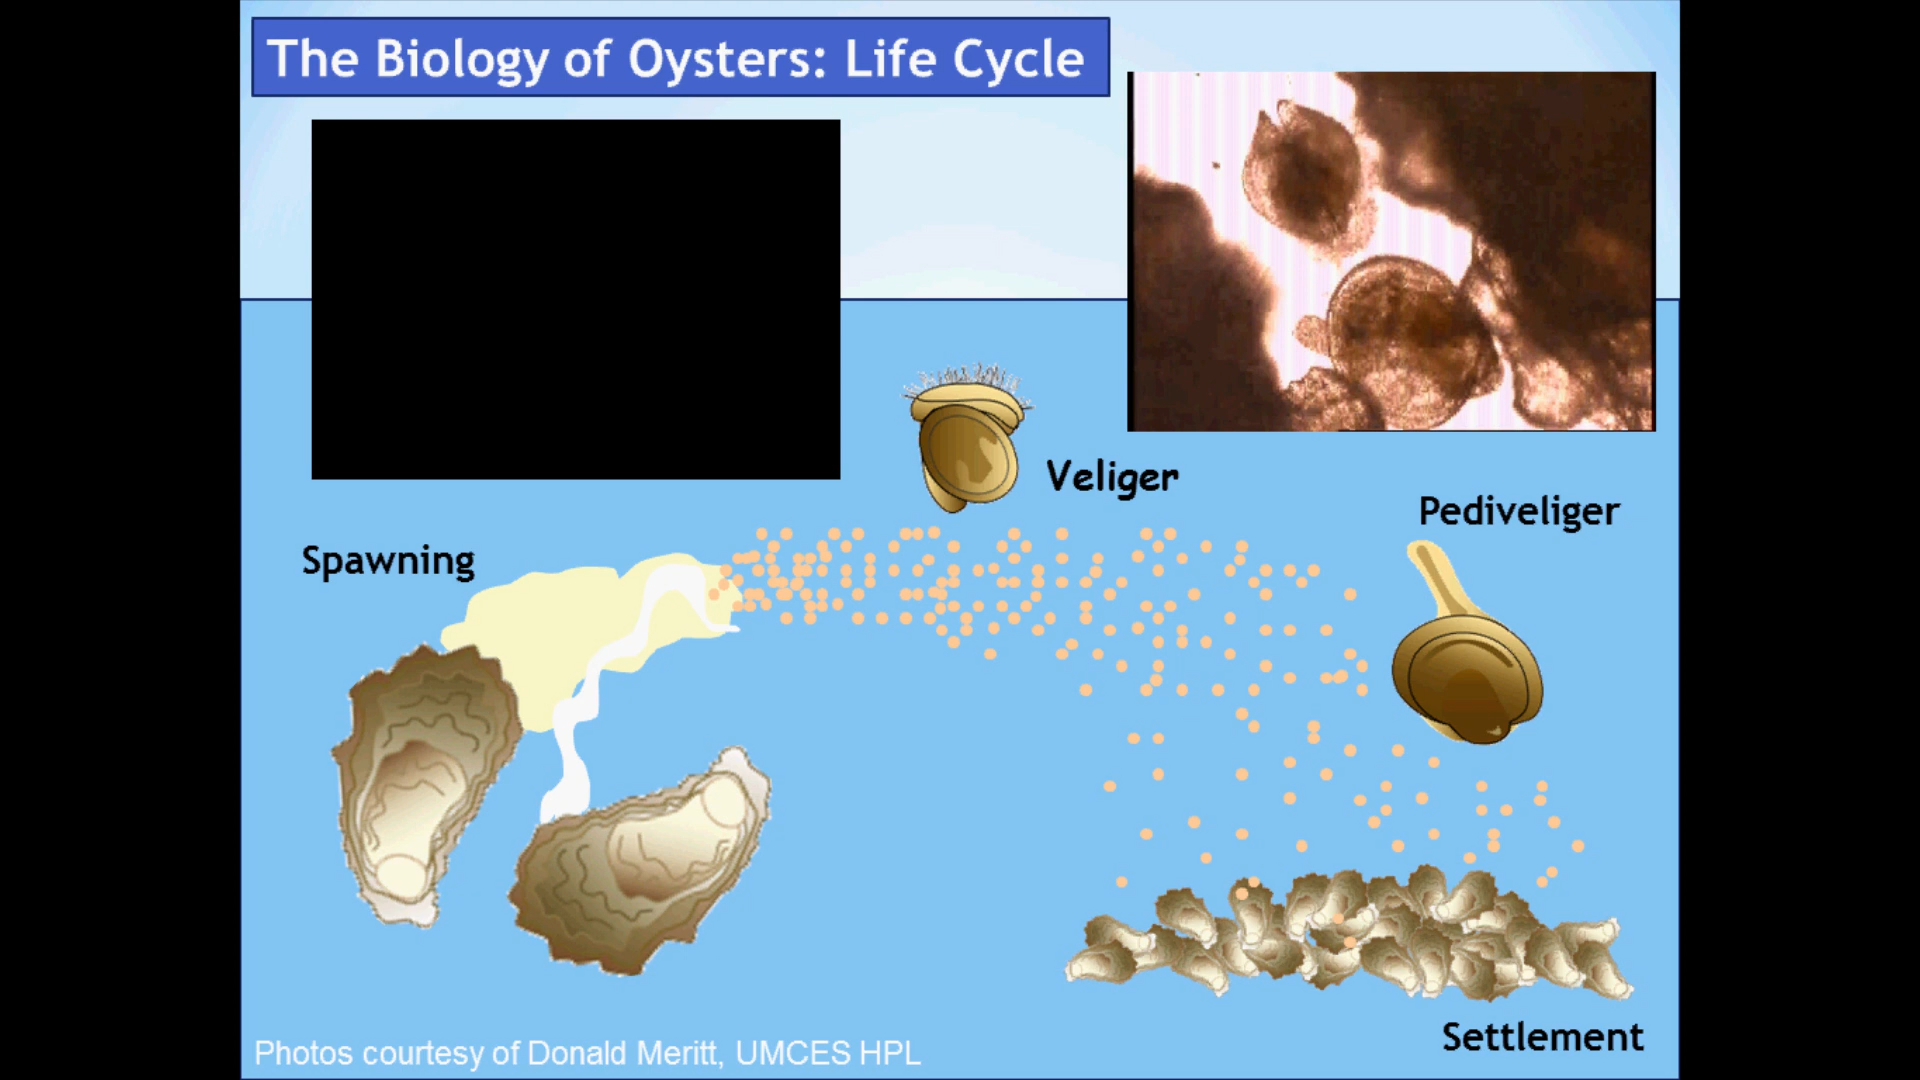 The Biology of Oysters: Life Cycle
Veliger
Pediveliger
Spawning
Settlement
Photos courtesy of Donald Meritt, UMCES HPL